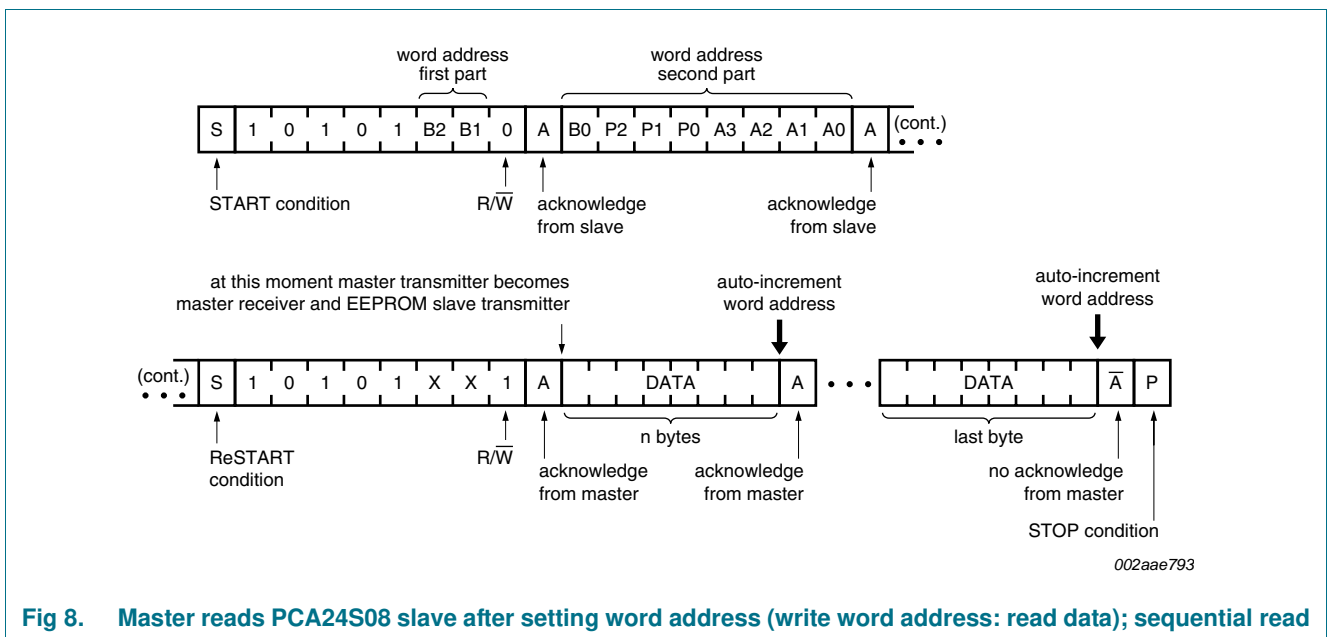 word address
first part
word address
second part
S 1 0 1 0 1 B2 B1 0 A B0 P2 P1 P0 A3 A2 A1 A0 A (cont.)
START condition
R/W̅
acknowledge
from slave
acknowledge
from slave
at this moment master transmitter becomes
master receiver and EEPROM slave transmitter
auto-increment
word address
auto-increment
word address
(cont.) S 1 0 1 0 1 X X 1 A DATA A DATA A̅ P
n bytes
last byte
ReSTART
condition
R/W̅
acknowledge
from master
acknowledge
from master
no acknowledge
from master
STOP condition
002aae793
Fig 8. Master reads PCA24S08 slave after setting word address (write word address: read data); sequential read